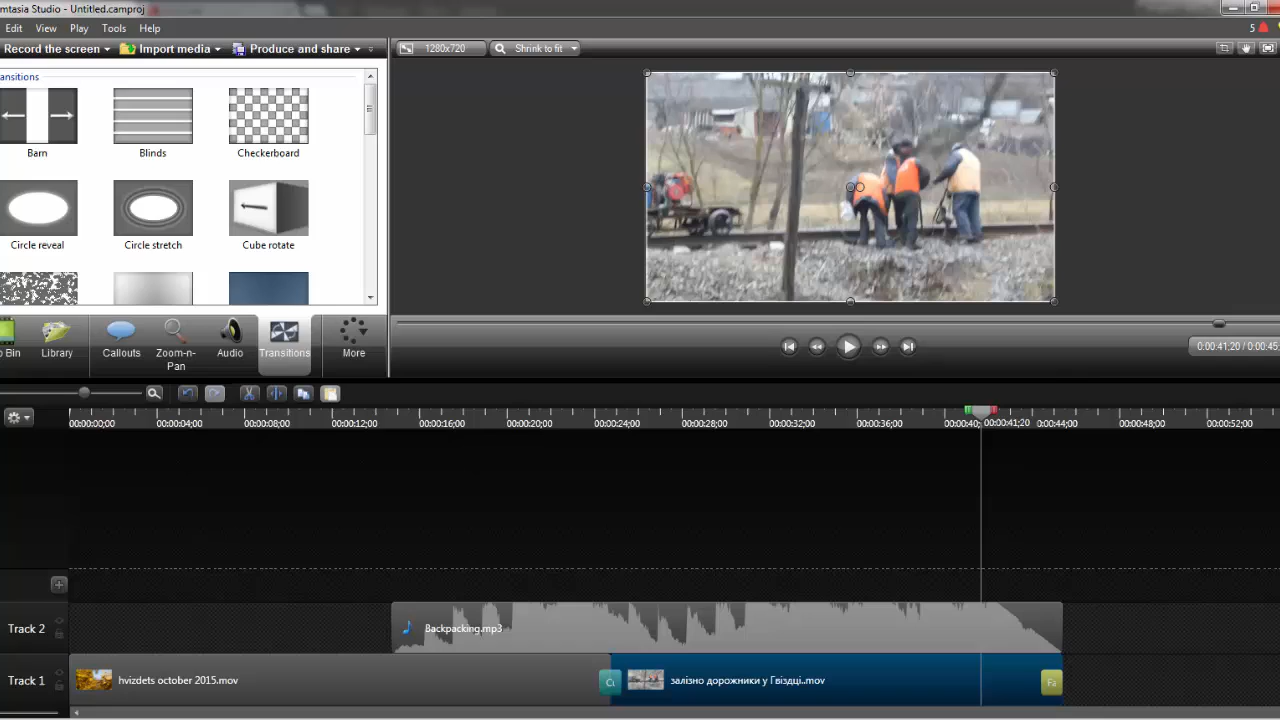 mtasia Studio - Untitled.camproj
Edit View Play Tools Help
5
Record the screen Import media Produce and share
1280x720 Shrink to fit
ansitions
Barn Blinds Checkerboard
Circle reveal Circle stretch Cube rotate
o Bin Library Callouts Zoom-n-Pan Audio Transitions More
0:00:41;20 / 0:00:45
00:00:00;00 00:00:04;00 00:00:08;00 00:00:12;00 00:00:16;00 00:00:20;00 00:00:24;00 00:00:28;00 00:00:32;00 00:00:36;00 00:00:40; 00:00:41;20 00:00:44;00 00:00:48;00 00:00:52;00
Track 2 Backpacking.mp3
Track 1 hvizdets october 2015.mov залізно дорожники у Гвіздці..mov Fa